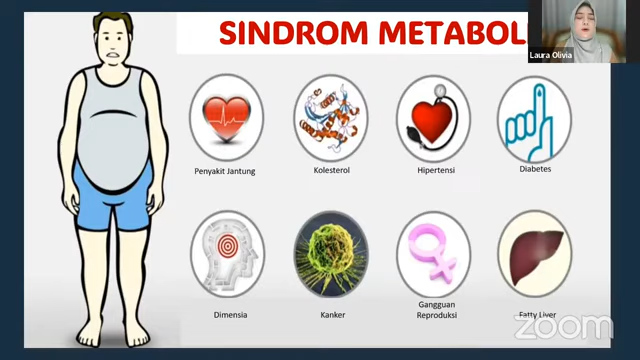 SINDROM METABOL
Laura Olivia
Penyakit Jantung
Kolesterol
Hipertensi
Diabetes
Dimensia
Kanker
Gangguan
Reproduksi
Fatty Liver
zoom